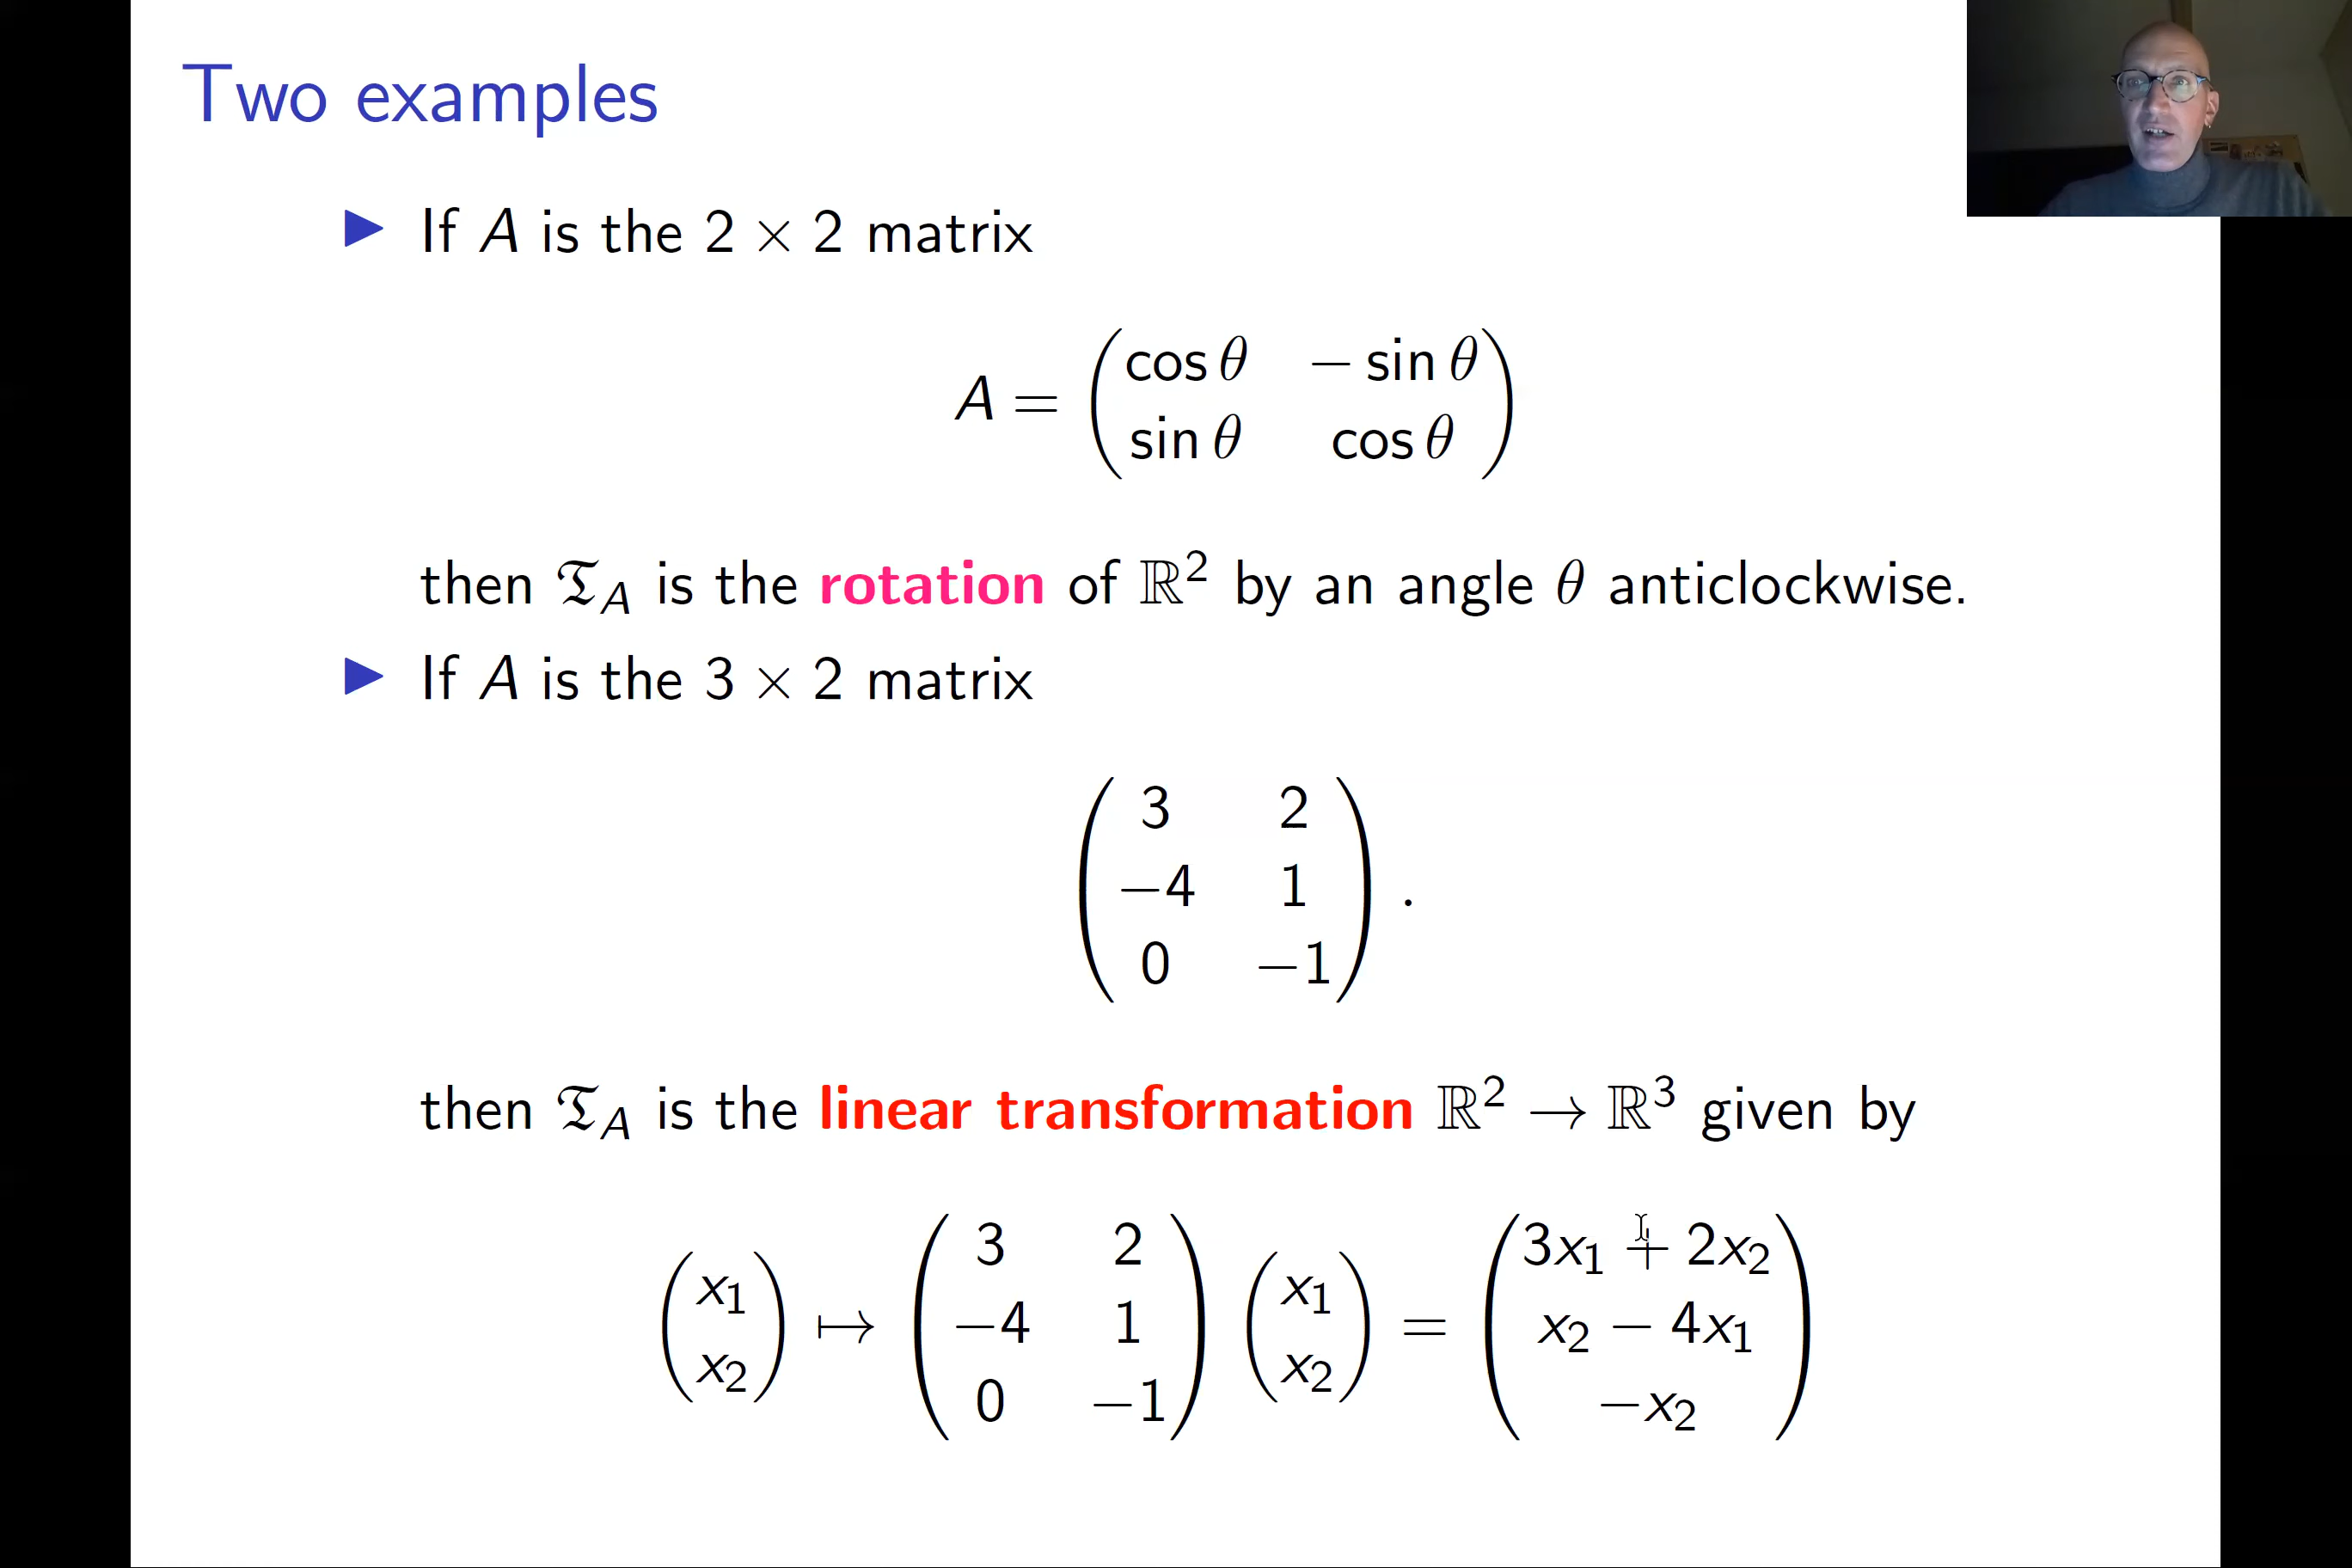 Two examples
▶ If A is the 2 × 2 matrix
A = ( cos θ  − sin θ
sin θ  cos θ )
then 𝔗_A is the rotation of ℝ² by an angle θ anticlockwise.
▶ If A is the 3 × 2 matrix
( 3  2
−4  1
0  −1 ) .
then 𝔗_A is the linear transformation ℝ² → ℝ³ given by
( x₁
x₂ ) ↦ ( 3  2
−4  1
0  −1 ) ( x₁
x₂ ) = ( 3x₁ + 2x₂
x₂ − 4x₁
−x₂ )